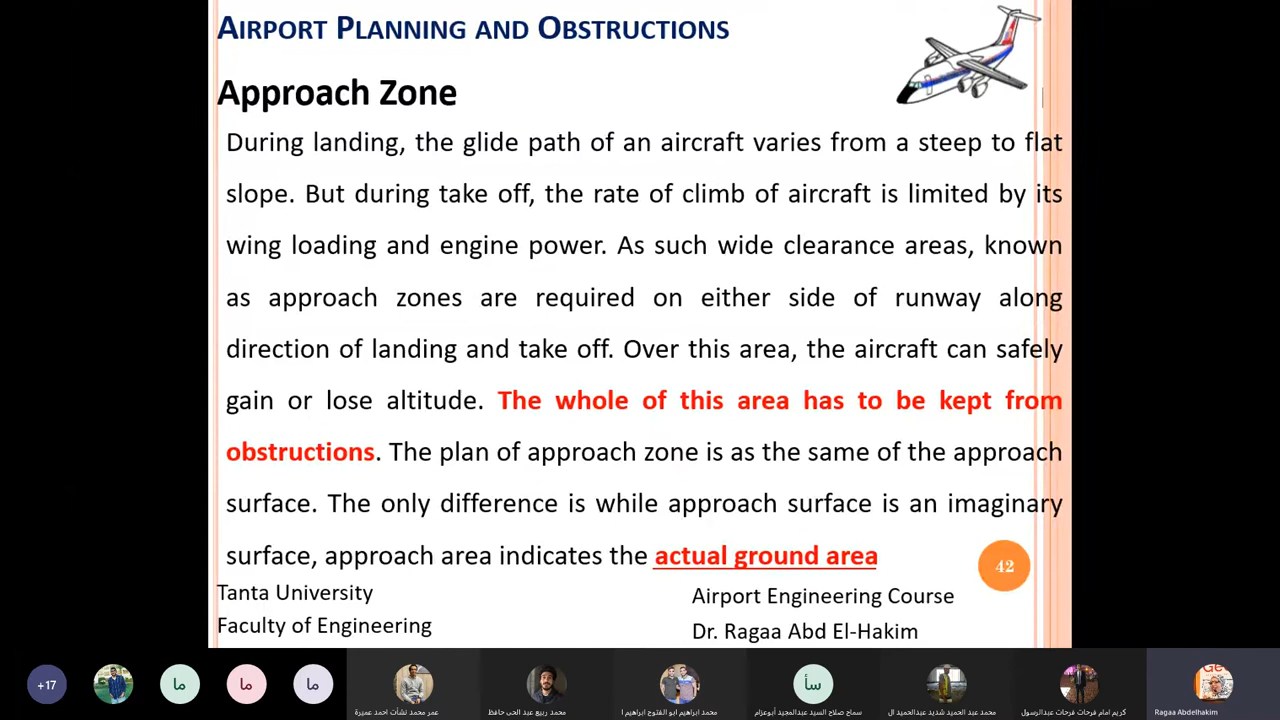 AIRPORT PLANNING AND OBSTRUCTIONS
Approach Zone
During landing, the glide path of an aircraft varies from a steep to flat
slope. But during take off, the rate of climb of aircraft is limited by its
wing loading and engine power. As such wide clearance areas, known
as approach zones are required on either side of runway along
direction of landing and take off. Over this area, the aircraft can safely
gain or lose altitude. The whole of this area has to be kept from
obstructions. The plan of approach zone is as the same of the approach
surface. The only difference is while approach surface is an imaginary
surface, approach area indicates the actual ground area
42
Tanta University
Faculty of Engineering
Airport Engineering Course
Dr. Ragaa Abd El-Hakim
+17
ما
ما
ما
سأ
عمر محمد نشأت احمد عميرة
محمد ربيع عبد الحى حافظ
محمد ابراهيم ابو الفتوح ابراهيم ا
سماح صلاح السيد عبدالمجيد أبوعزام
محمد عبد الحميد شديد عبدالحميد ال
كريم امام فرحات فرحات عبدالرسول
Ragaa Abdelhakim